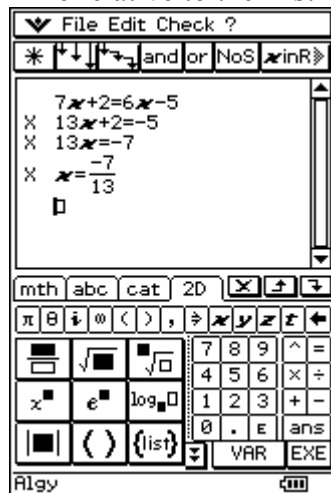 File Edit Check ?
and or NoS xinR
7x+2=6x-5
X 13x+2=-5
X 13x=-7
X x=-7/13
mth abc cat 2D
π θ i ∞ ( ) , ⇒ x y z t ←
7 8 9 ^ =
√■ ■√□ 4 5 6 × ÷
x■ e■ log■□ 1 2 3 + -
|■| ( ) {list} 0 . E ans
VAR EXE
Algy